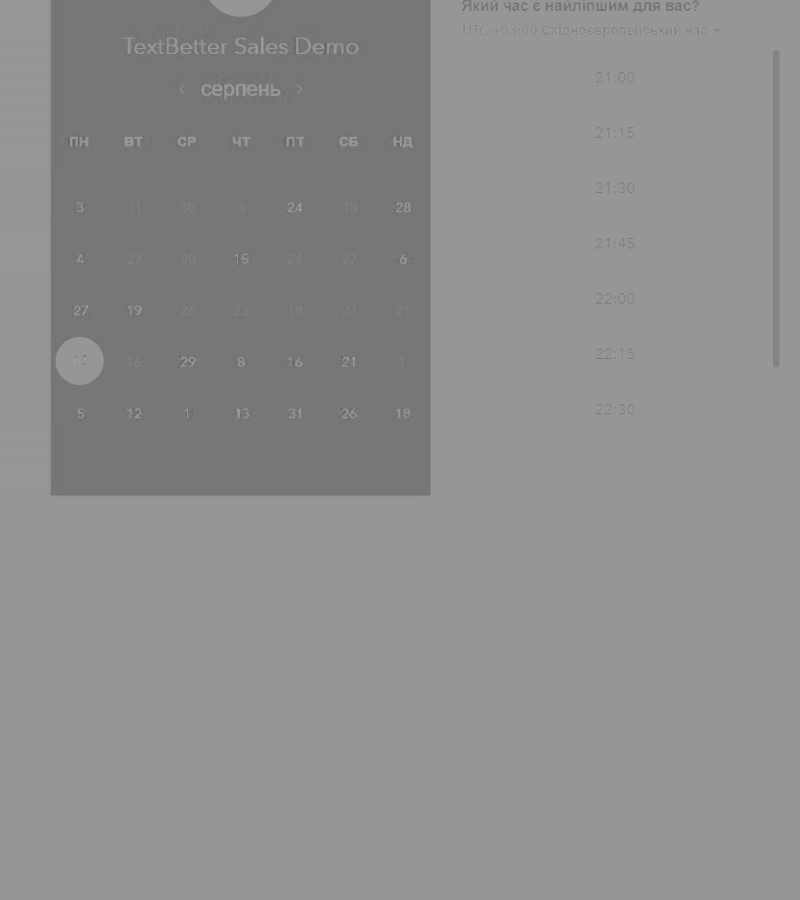 TextBetter Sales Demo
серпень
ПН ВТ СР ЧТ ПТ СБ НД
3 11 30 3 24 13 28
4 27 20 15 24 27 6
27 19 26 23 18 27 21
16 29 8 16 21 1
5 12 1 13 31 26 18
Який час є найліпшим для вас?
UTC +03:00 Східноєвропейський час
21:00
21:15
21:30
21:45
22:00
22:15
22:30